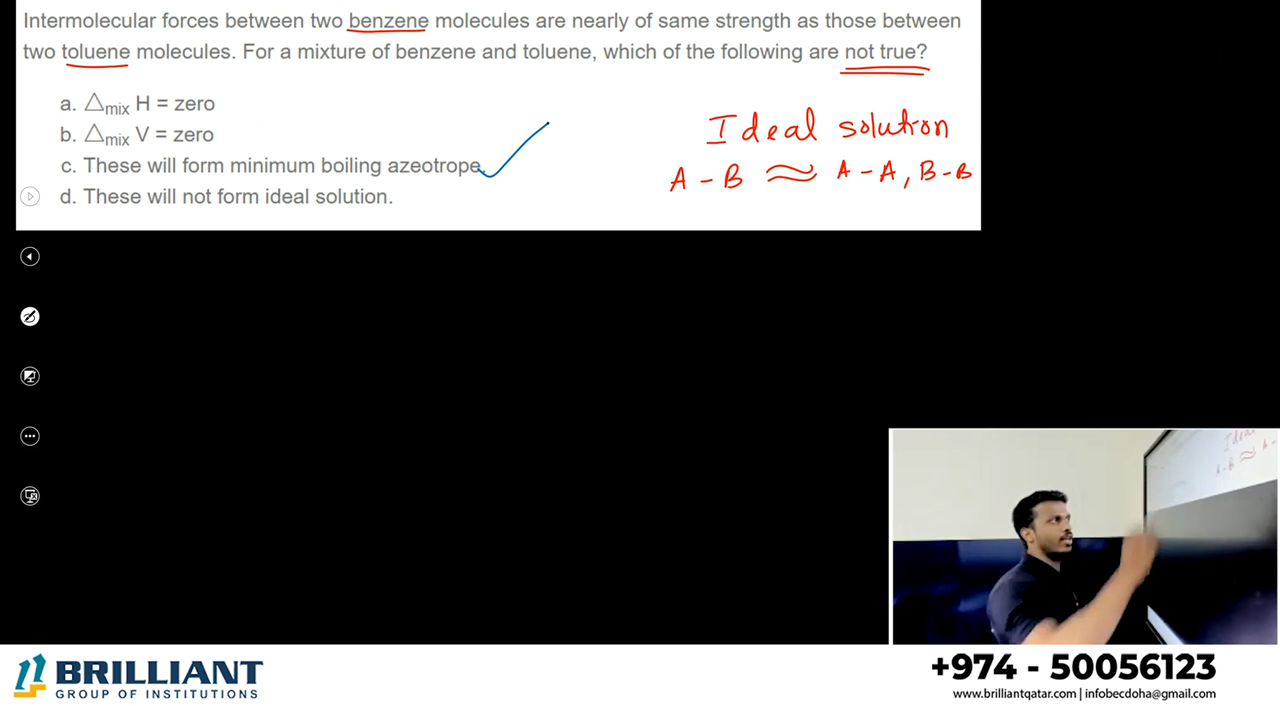 Intermolecular forces between two benzene molecules are nearly of same strength as those between
two toluene molecules. For a mixture of benzene and toluene, which of the following are not true?
a. △mix H = zero
b. △mix V = zero
c. These will form minimum boiling azeotrope.
d. These will not form ideal solution.
Ideal solution
A - B ≈ A - A, B - B
Ideal
A - B ≈ A -
BRILLIANT
GROUP OF INSTITUTIONS
+974 - 50056123
www.brilliantqatar.com | infobecdoha@gmail.com